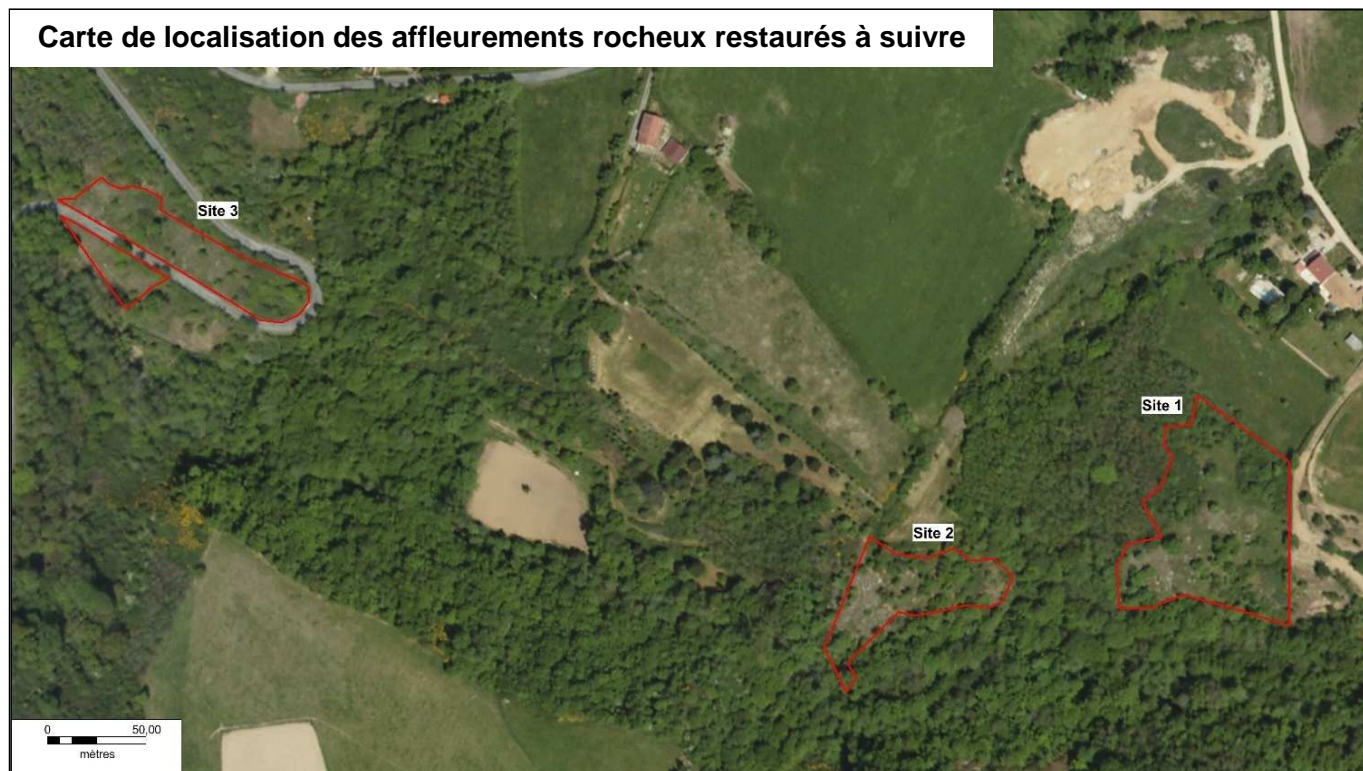 Carte de localisation des affleurements rocheux restaurés à suivre
Site 3
Site 1
Site 2
0 50,00
mètres